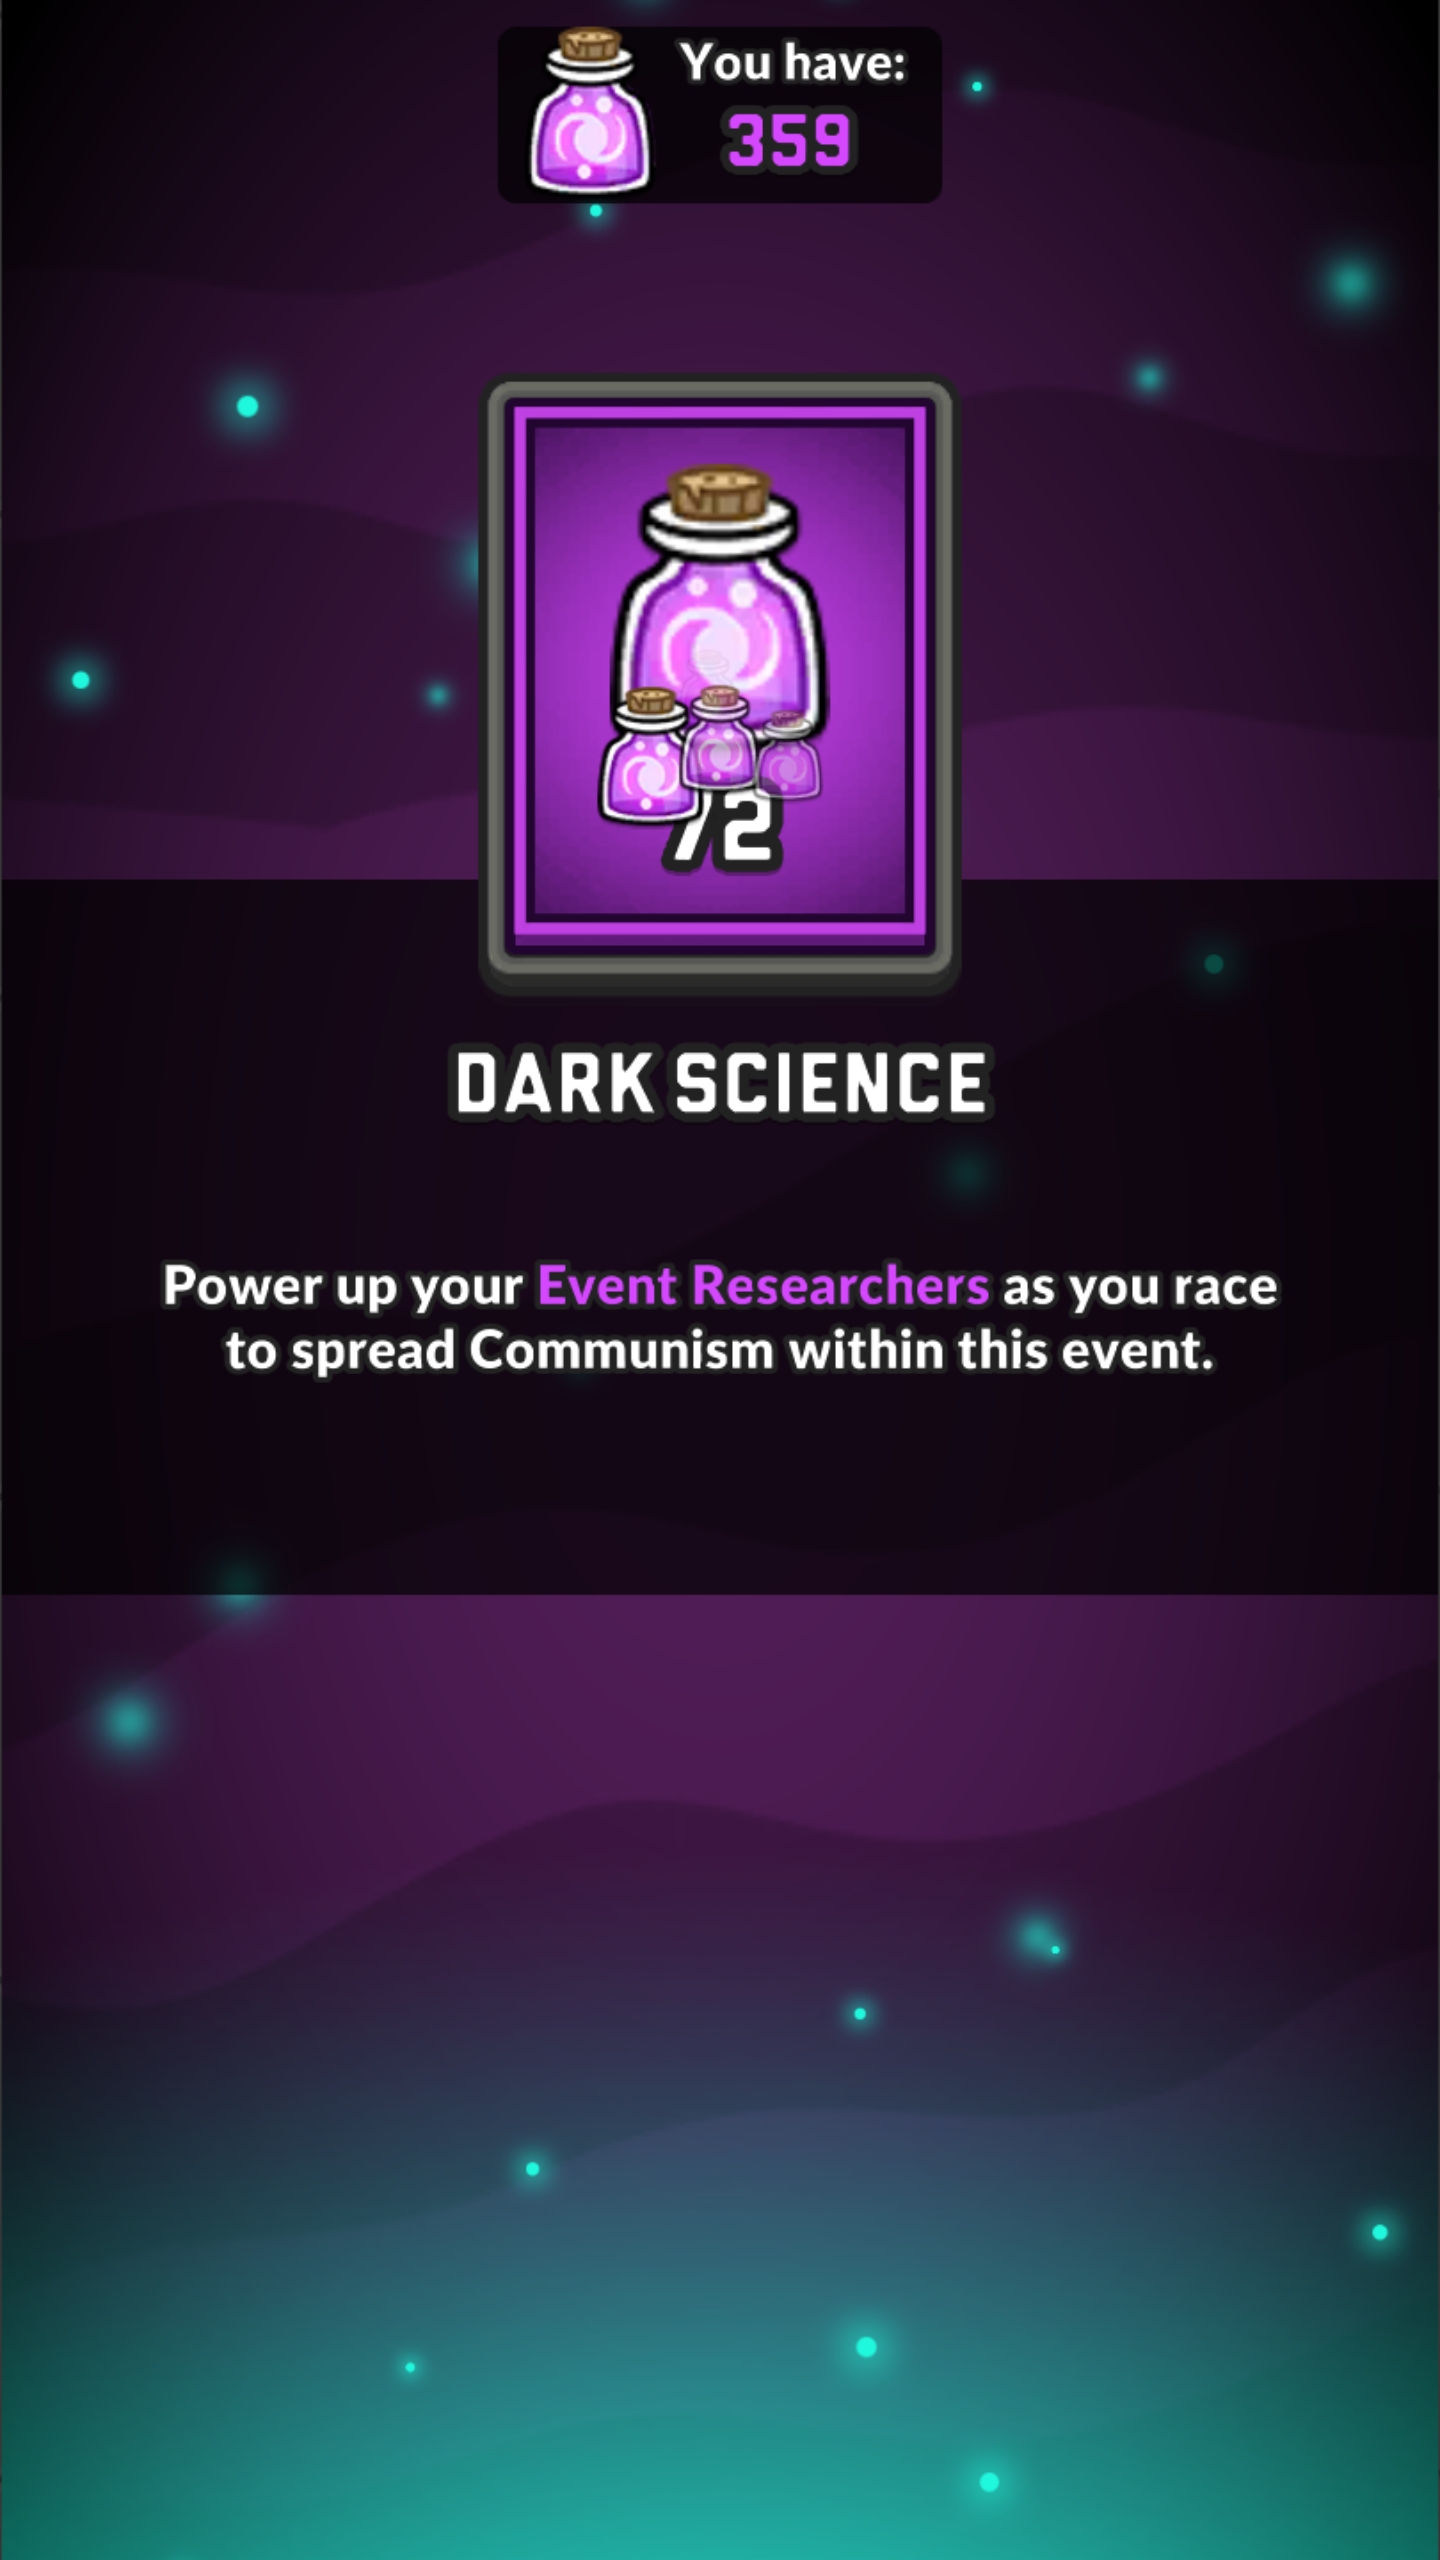 You have:
359
72
DARK SCIENCE
Power up your Event Researchers as you race
to spread Communism within this event.